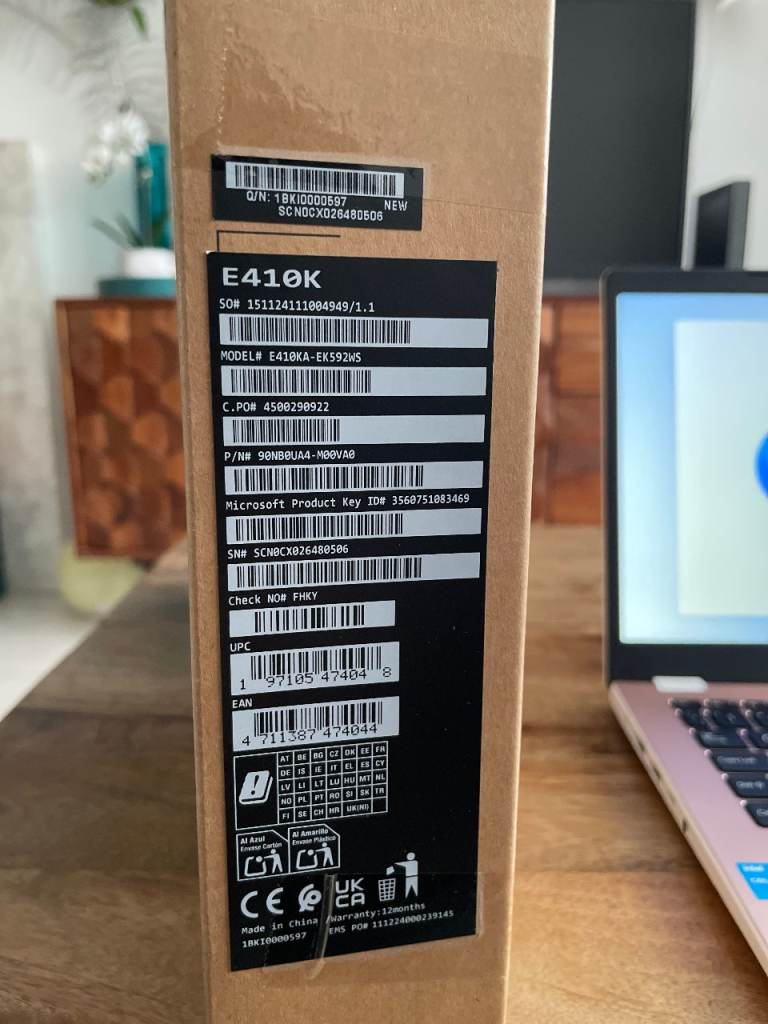 Q/N: 1BKI0000597
NEW
SCN0CX026480506
E410K
SO# 151124111004949/1.1
MODEL# E410KA-EK592WS
C.PO# 4500290922
P/N# 90NB0UA4-M00VA0
Microsoft Product Key ID# 3560751083469
SN# SCN0CX026480506
Check NO# FHKY
UPC
1 97105 47404 8
EAN
4 711387 474044
AT BE BG CZ DK EE FR
DE IS IE IT EL ES CY
LV LI LT LU HU MT NL
NO PL PT RO SI SK TR
FI SE CH HR UK(NI)
Al Azul
Envase Cartón
Al Amarillo
Envase Plástico
CE
UK
CA
Made in China /Warranty:12months
1BKI0000597 EMS PO# 111224000239145
intel